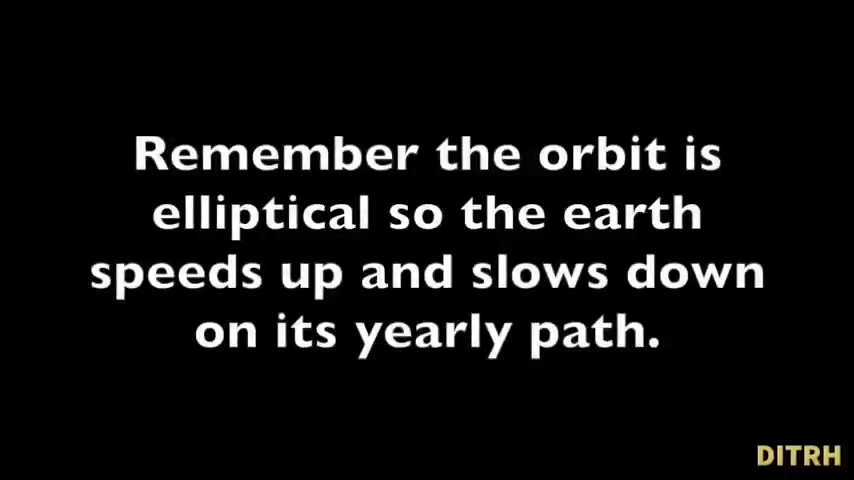 Remember the orbit is
elliptical so the earth
speeds up and slows down
on its yearly path.
DITRH